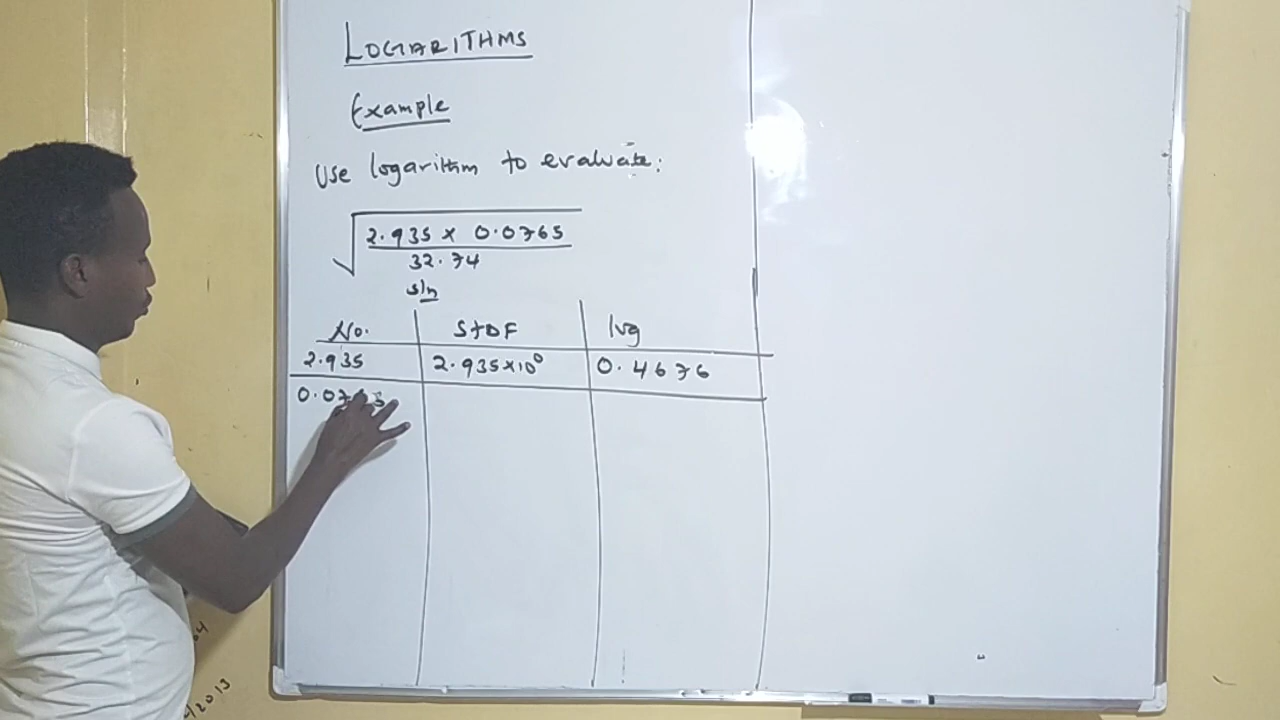 LOGARITHMS
Example
Use logarithm to evaluate:
√2.935 × 0.0765
32.74
sln
No. STDF log
2.935 2.935×10⁰ 0.4676
/2013